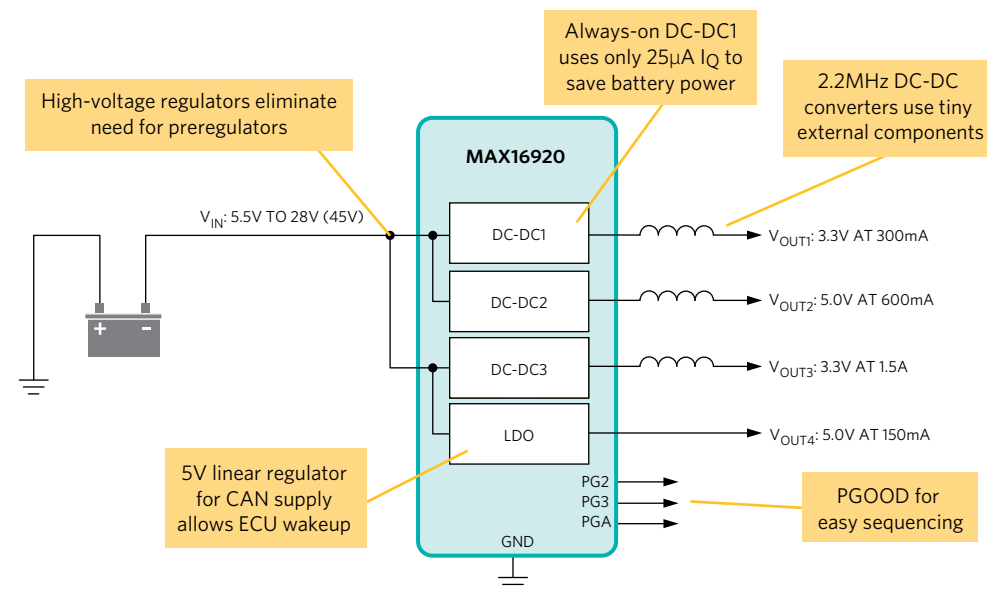 Always-on DC-DC1
uses only 25µA IQ to
save battery power
2.2MHz DC-DC
converters use tiny
external components
High-voltage regulators eliminate
need for preregulators
MAX16920
VIN: 5.5V TO 28V (45V)
DC-DC1
VOUT1: 3.3V AT 300mA
DC-DC2
VOUT2: 5.0V AT 600mA
+ -
DC-DC3
VOUT3: 3.3V AT 1.5A
LDO
VOUT4: 5.0V AT 150mA
5V linear regulator
for CAN supply
allows ECU wakeup
PG2
PG3
PGA
PGOOD for
easy sequencing
GND